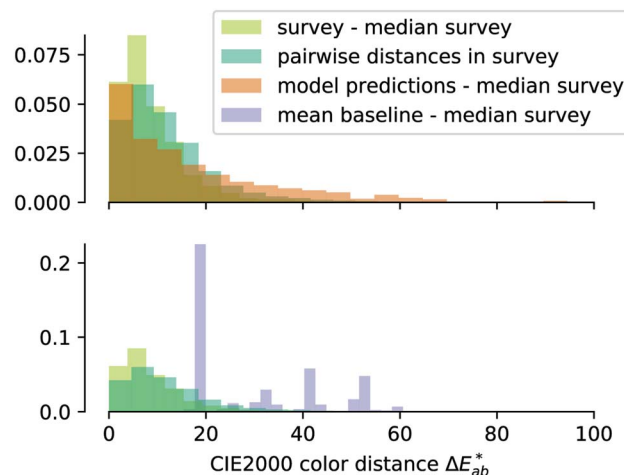 survey - median survey
pairwise distances in survey
model predictions - median survey
mean baseline - median survey
0.075
0.050
0.025
0.000
0.2
0.1
0.0
0 20 40 60 80 100
CIE2000 color distance ΔE*ab